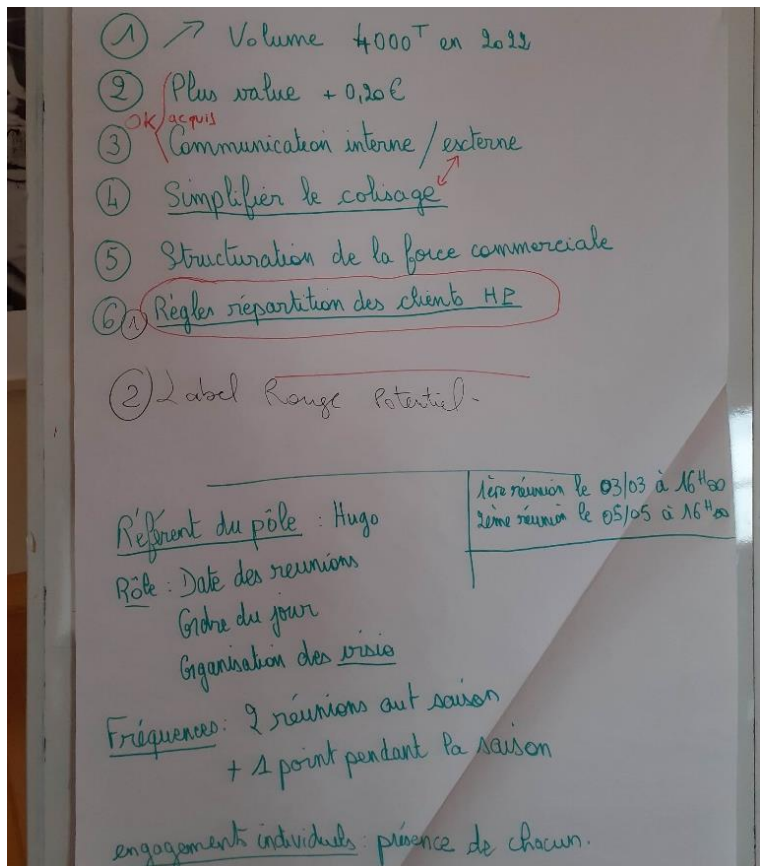 ① ↗ Volume 4000T en 2022
② Plus value + 0,20€
OK/acquis
③ Communication interne / externe
④ Simplifier le colisage
⑤ Structuration de la force commerciale
⑥ ① Règles répartition des clients HP
② Label Rouge Potentiel-
1ère réunion le 03/03 à 16H00
2ème réunion le 05/05 à 16H00
Référent du pôle : Hugo
Rôle : Date des reunions
Ordre du jour
Organisation des visio
Fréquences : 2 réunions aut saison
+ 1 point pendant la saison
engagements individuels : présence de chacun.